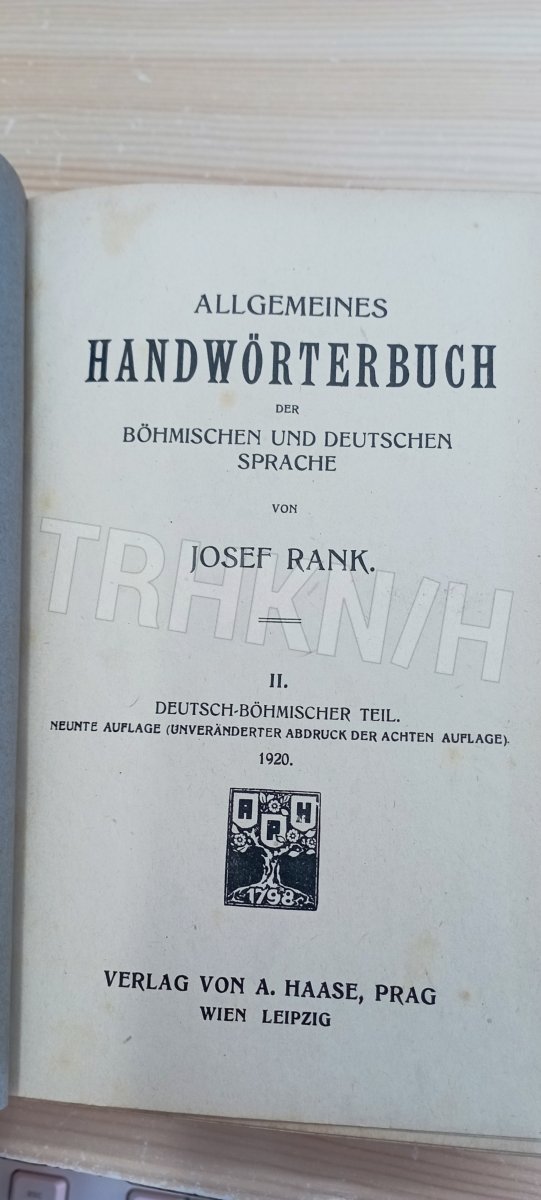 ALLGEMEINES
HANDWÖRTERBUCH
DER
BÖHMISCHEN UND DEUTSCHEN
SPRACHE
VON
JOSEF RANK.
TRHKN/H
II.
DEUTSCH-BÖHMISCHER TEIL.
NEUNTE AUFLAGE (UNVERÄNDERTER ABDRUCK DER ACHTEN AUFLAGE).
1920.
A P H
1798
VERLAG VON A. HAASE, PRAG
WIEN LEIPZIG